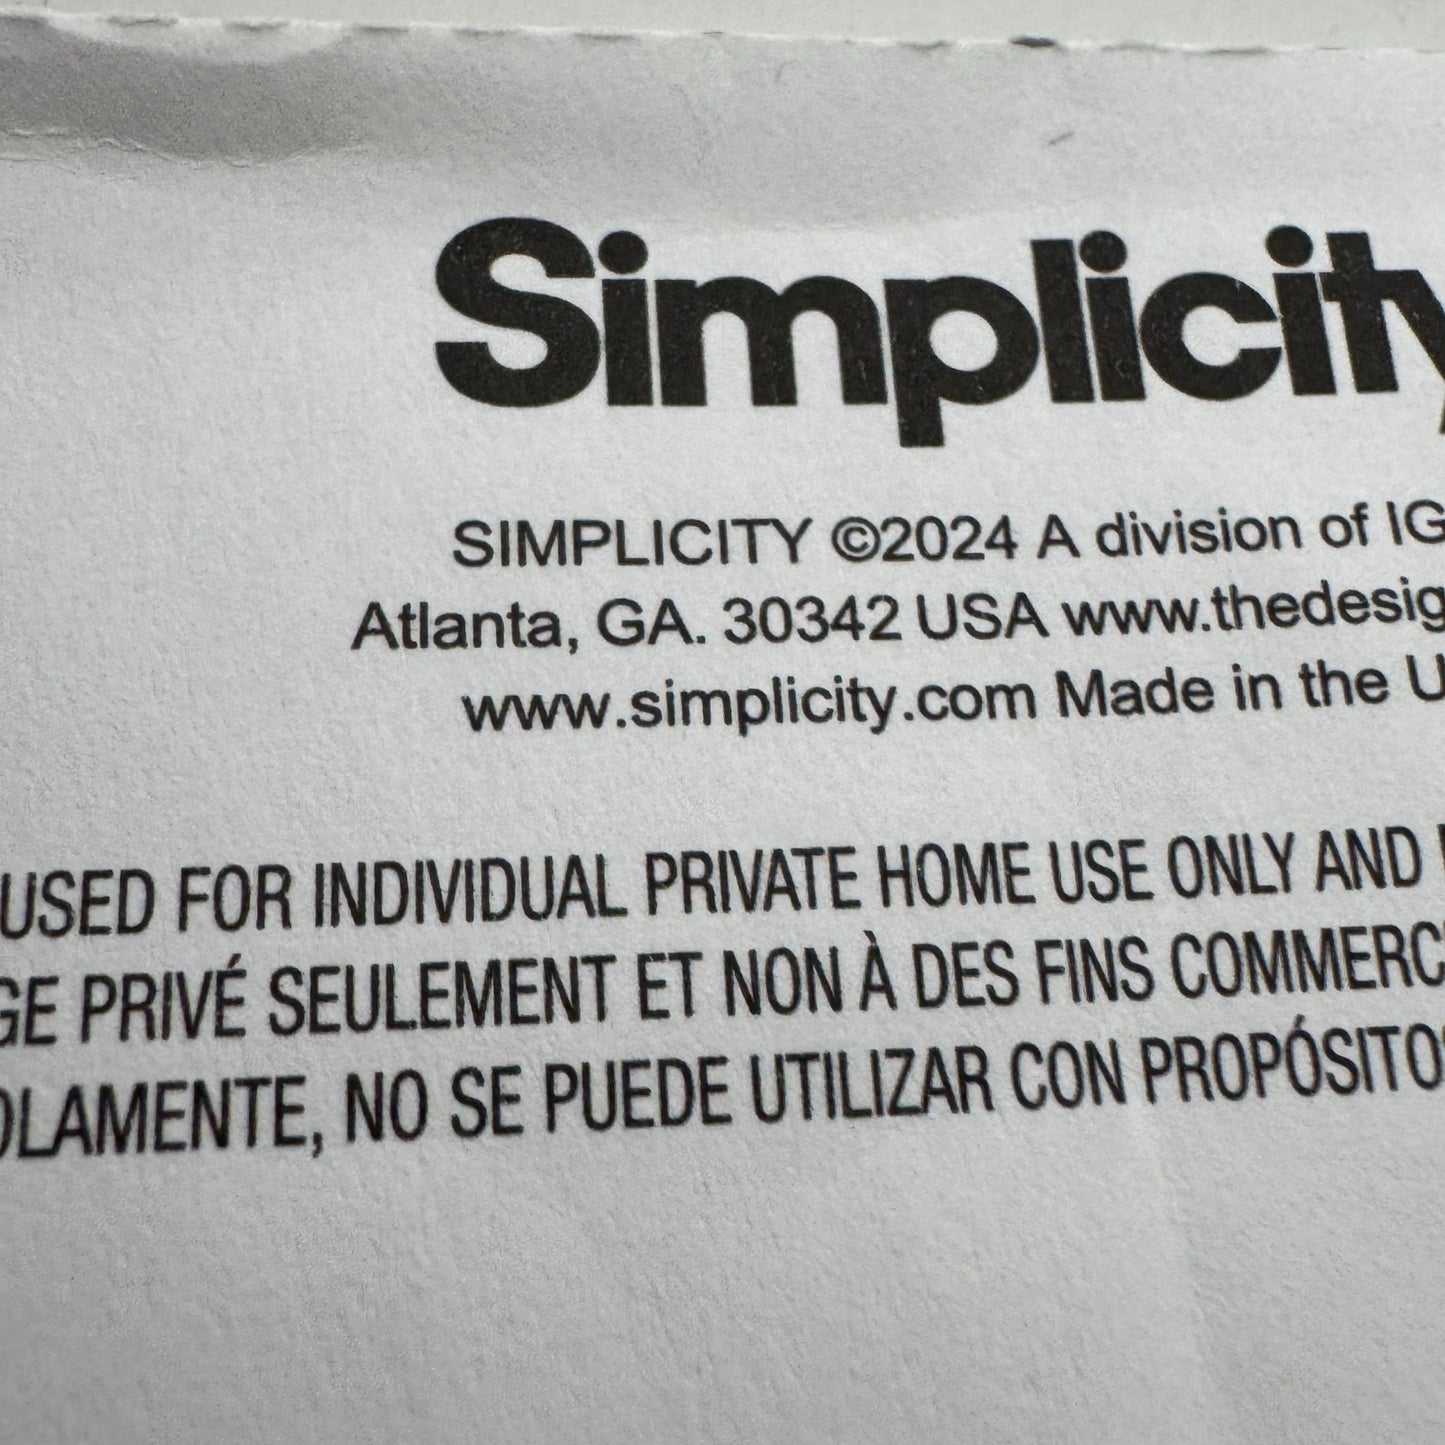 Simplicity
SIMPLICITY ©2024 A division of IG
Atlanta, GA. 30342 USA www.thedesig
www.simplicity.com Made in the U
USED FOR INDIVIDUAL PRIVATE HOME USE ONLY AND
GE PRIVÉ SEULEMENT ET NON À DES FINS COMMERC
OLAMENTE, NO SE PUEDE UTILIZAR CON PROPÓSITO